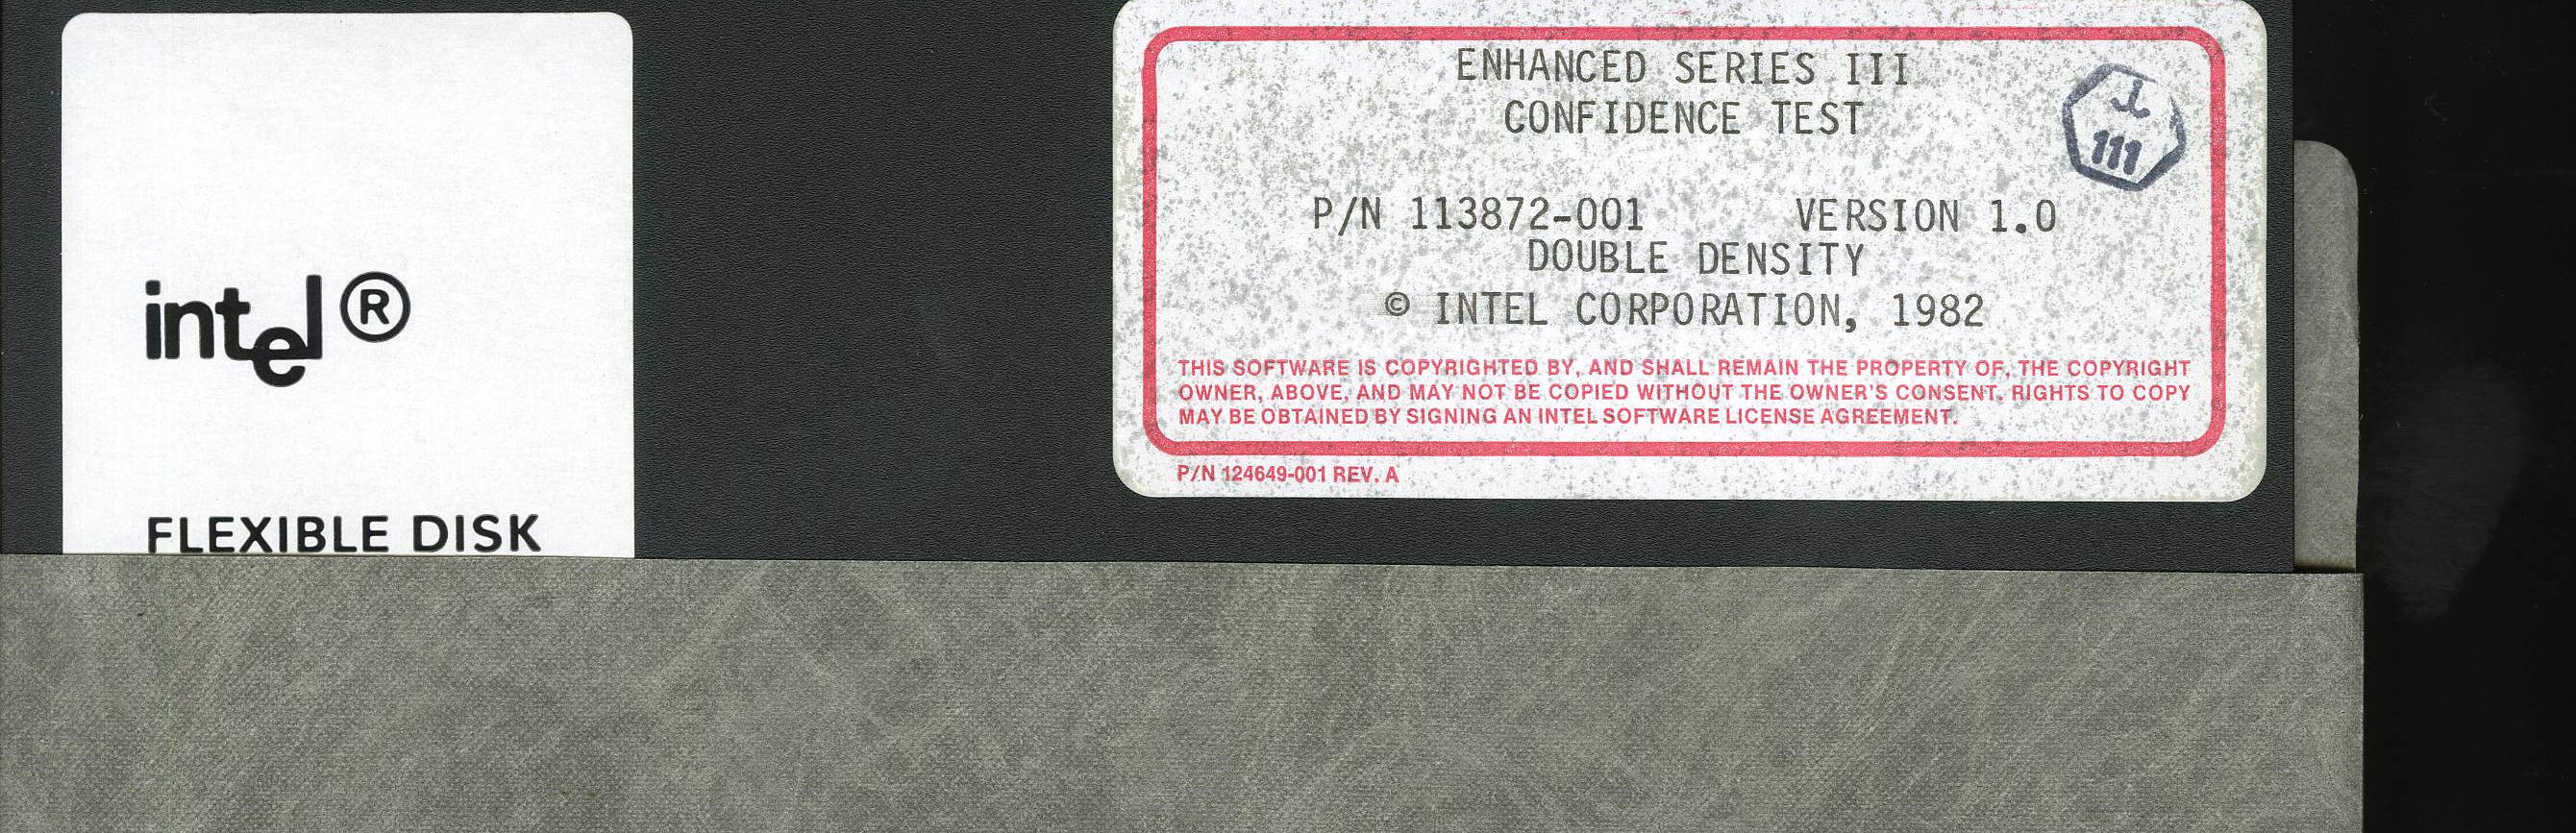 intel®
FLEXIBLE DISK
ENHANCED SERIES III
CONFIDENCE TEST
111
P/N 113872-001 VERSION 1.0
DOUBLE DENSITY
© INTEL CORPORATION, 1982
THIS SOFTWARE IS COPYRIGHTED BY, AND SHALL REMAIN THE PROPERTY OF, THE COPYRIGHT
OWNER, ABOVE, AND MAY NOT BE COPIED WITHOUT THE OWNER'S CONSENT. RIGHTS TO COPY
MAY BE OBTAINED BY SIGNING AN INTEL SOFTWARE LICENSE AGREEMENT.
P/N 124649-001 REV. A